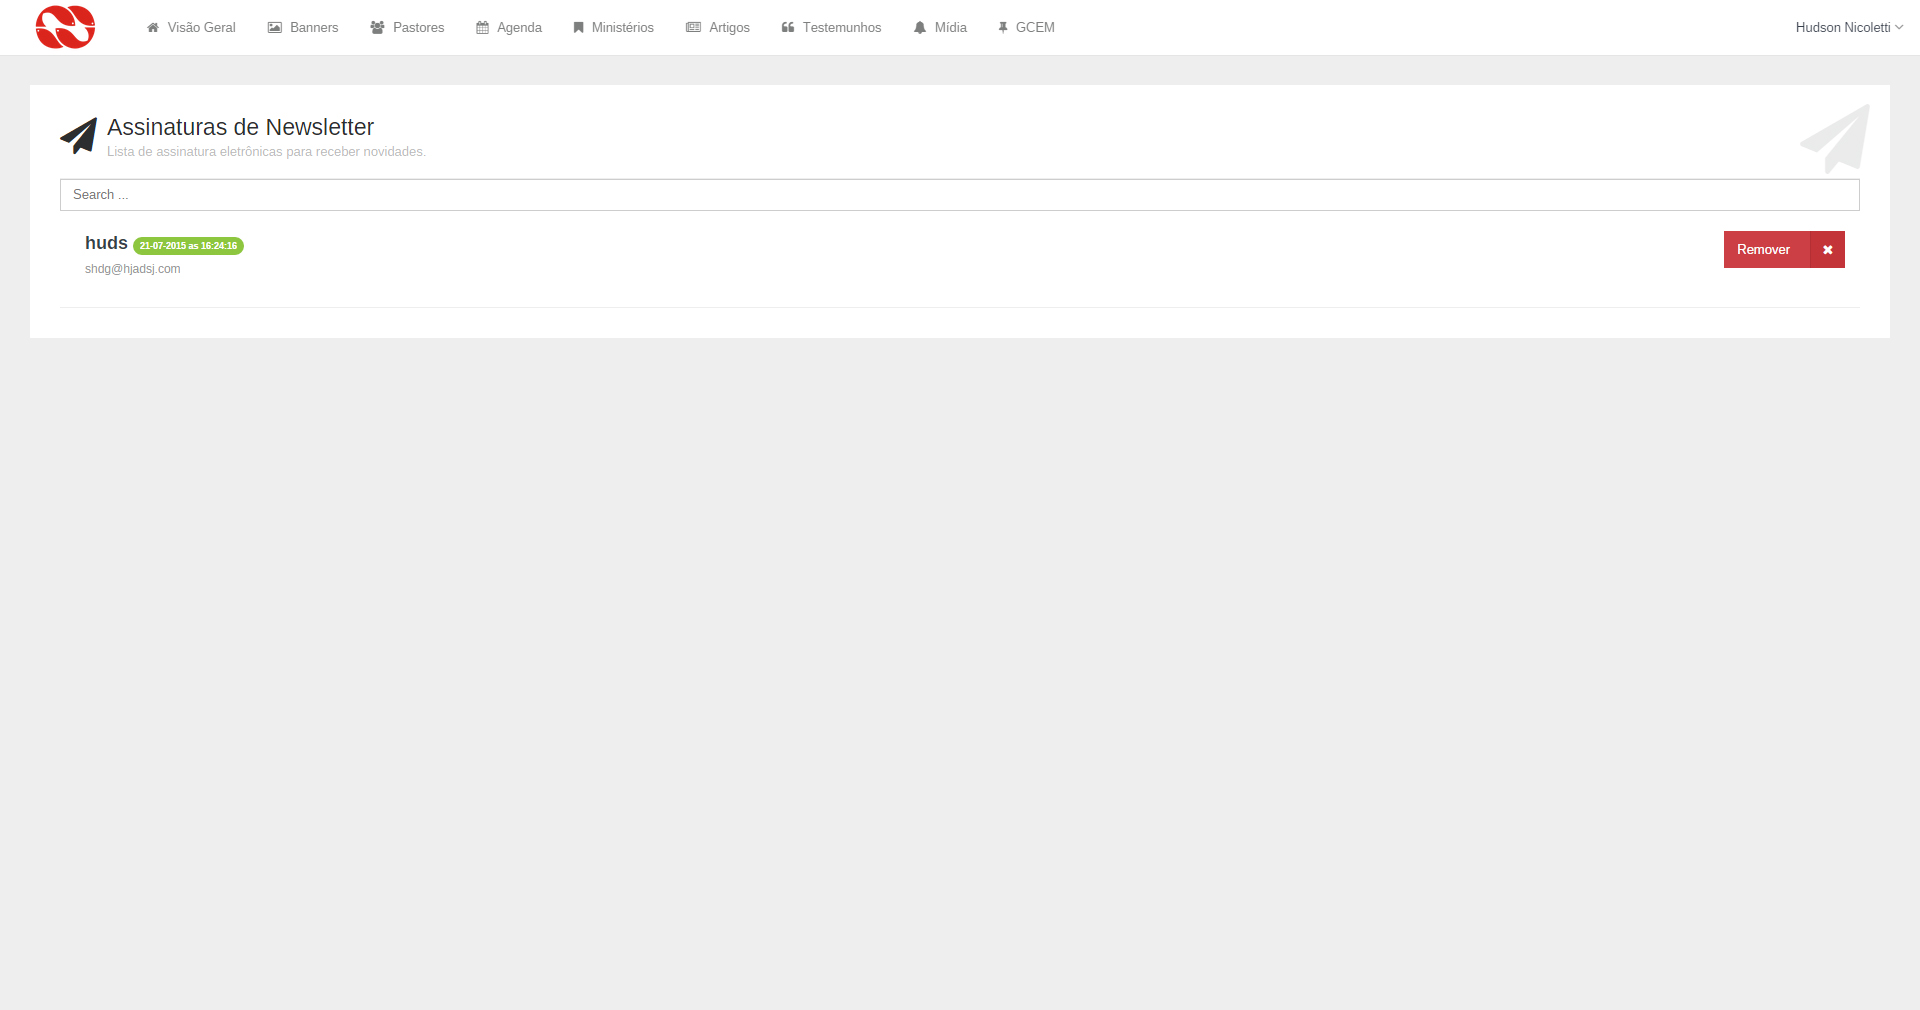 Visão Geral Banners Pastores Agenda Ministérios Artigos Testemunhos Mídia GCEM Hudson Nicoletti
Assinaturas de Newsletter
Lista de assinatura eletrônicas para receber novidades.
Search ...
huds 21-07-2015 as 16:24:16
shdg@hjadsj.com
Remover